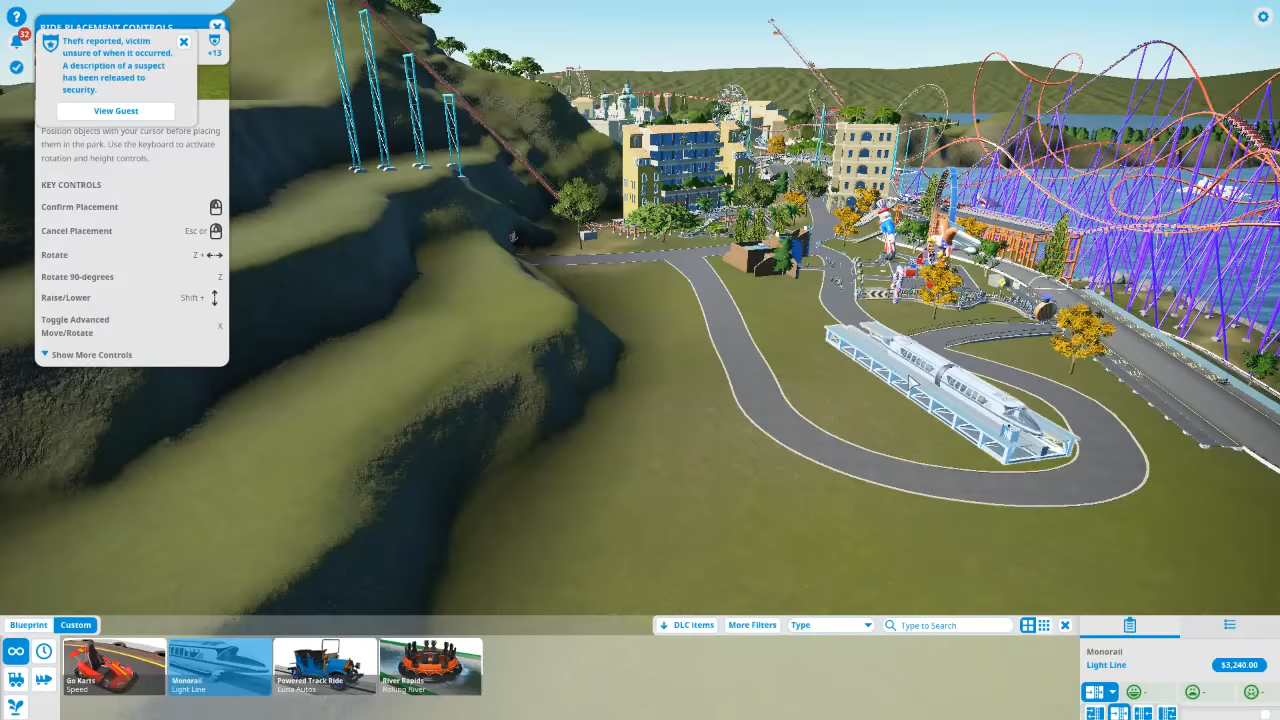 RIDE PLACEMENT CONTROLS
32
Theft reported, victim
unsure of when it occurred.
A description of a suspect
has been released to
security.
+13
View Guest
Position objects with your cursor before placing
them in the park. Use the keyboard to activate
rotation and height controls.
KEY CONTROLS
Confirm Placement
Cancel Placement Esc or
Rotate Z +
Rotate 90-degrees Z
Raise/Lower Shift +
Toggle Advanced
Move/Rotate X
Show More Controls
Blueprint Custom
DLC items More Filters Type Type to Search
Go Karts
Speed
Monorail
Light Line
Powered Track Ride
Luna Autos
River Rapids
Rolling River
Monorail
Light Line $3,240.00